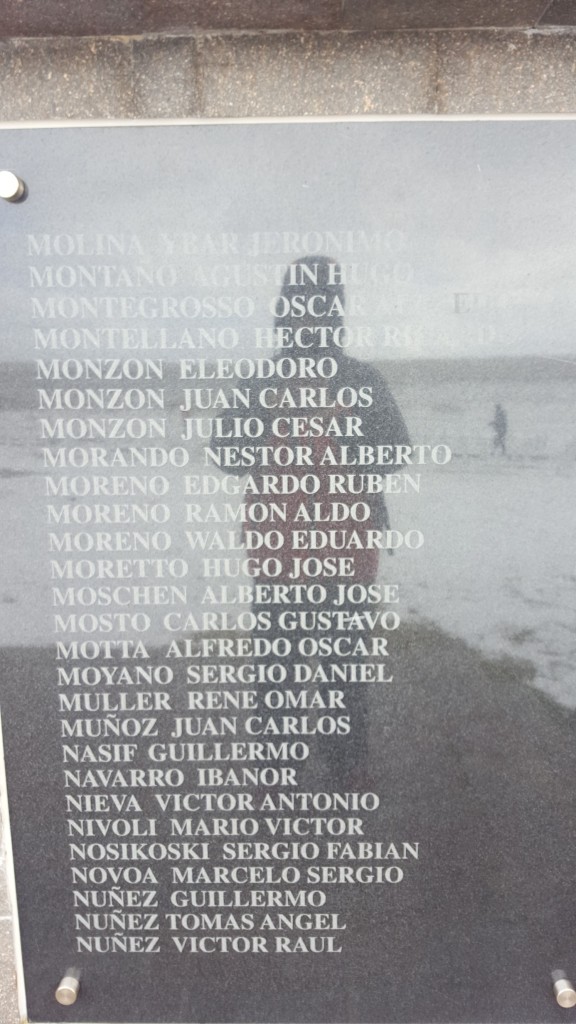 MOLINA YBAR JERONIMO
MONTAÑO AGUSTIN HUGO
MONTEGROSSO OSCAR
MONTELLANO HECTOR
MONZON ELEODORO
MONZON JUAN CARLOS
MONZON JULIO CESAR
MORANDO NESTOR ALBERTO
MORENO EDGARDO RUBEN
MORENO RAMON ALDO
MORENO WALDO EDUARDO
MORETTO HUGO JOSE
MOSCHEN ALBERTO JOSE
MOSTO CARLOS GUSTAVO
MOTTA ALFREDO OSCAR
MOYANO SERGIO DANIEL
MULLER RENE OMAR
MUÑOZ JUAN CARLOS
NASIF GUILLERMO
NAVARRO IBANOR
NIEVA VICTOR ANTONIO
NIVOLI MARIO VICTOR
NOSIKOSKI SERGIO FABIAN
NOVOA MARCELO SERGIO
NUÑEZ GUILLERMO
NUÑEZ TOMAS ANGEL
NUÑEZ VICTOR RAUL